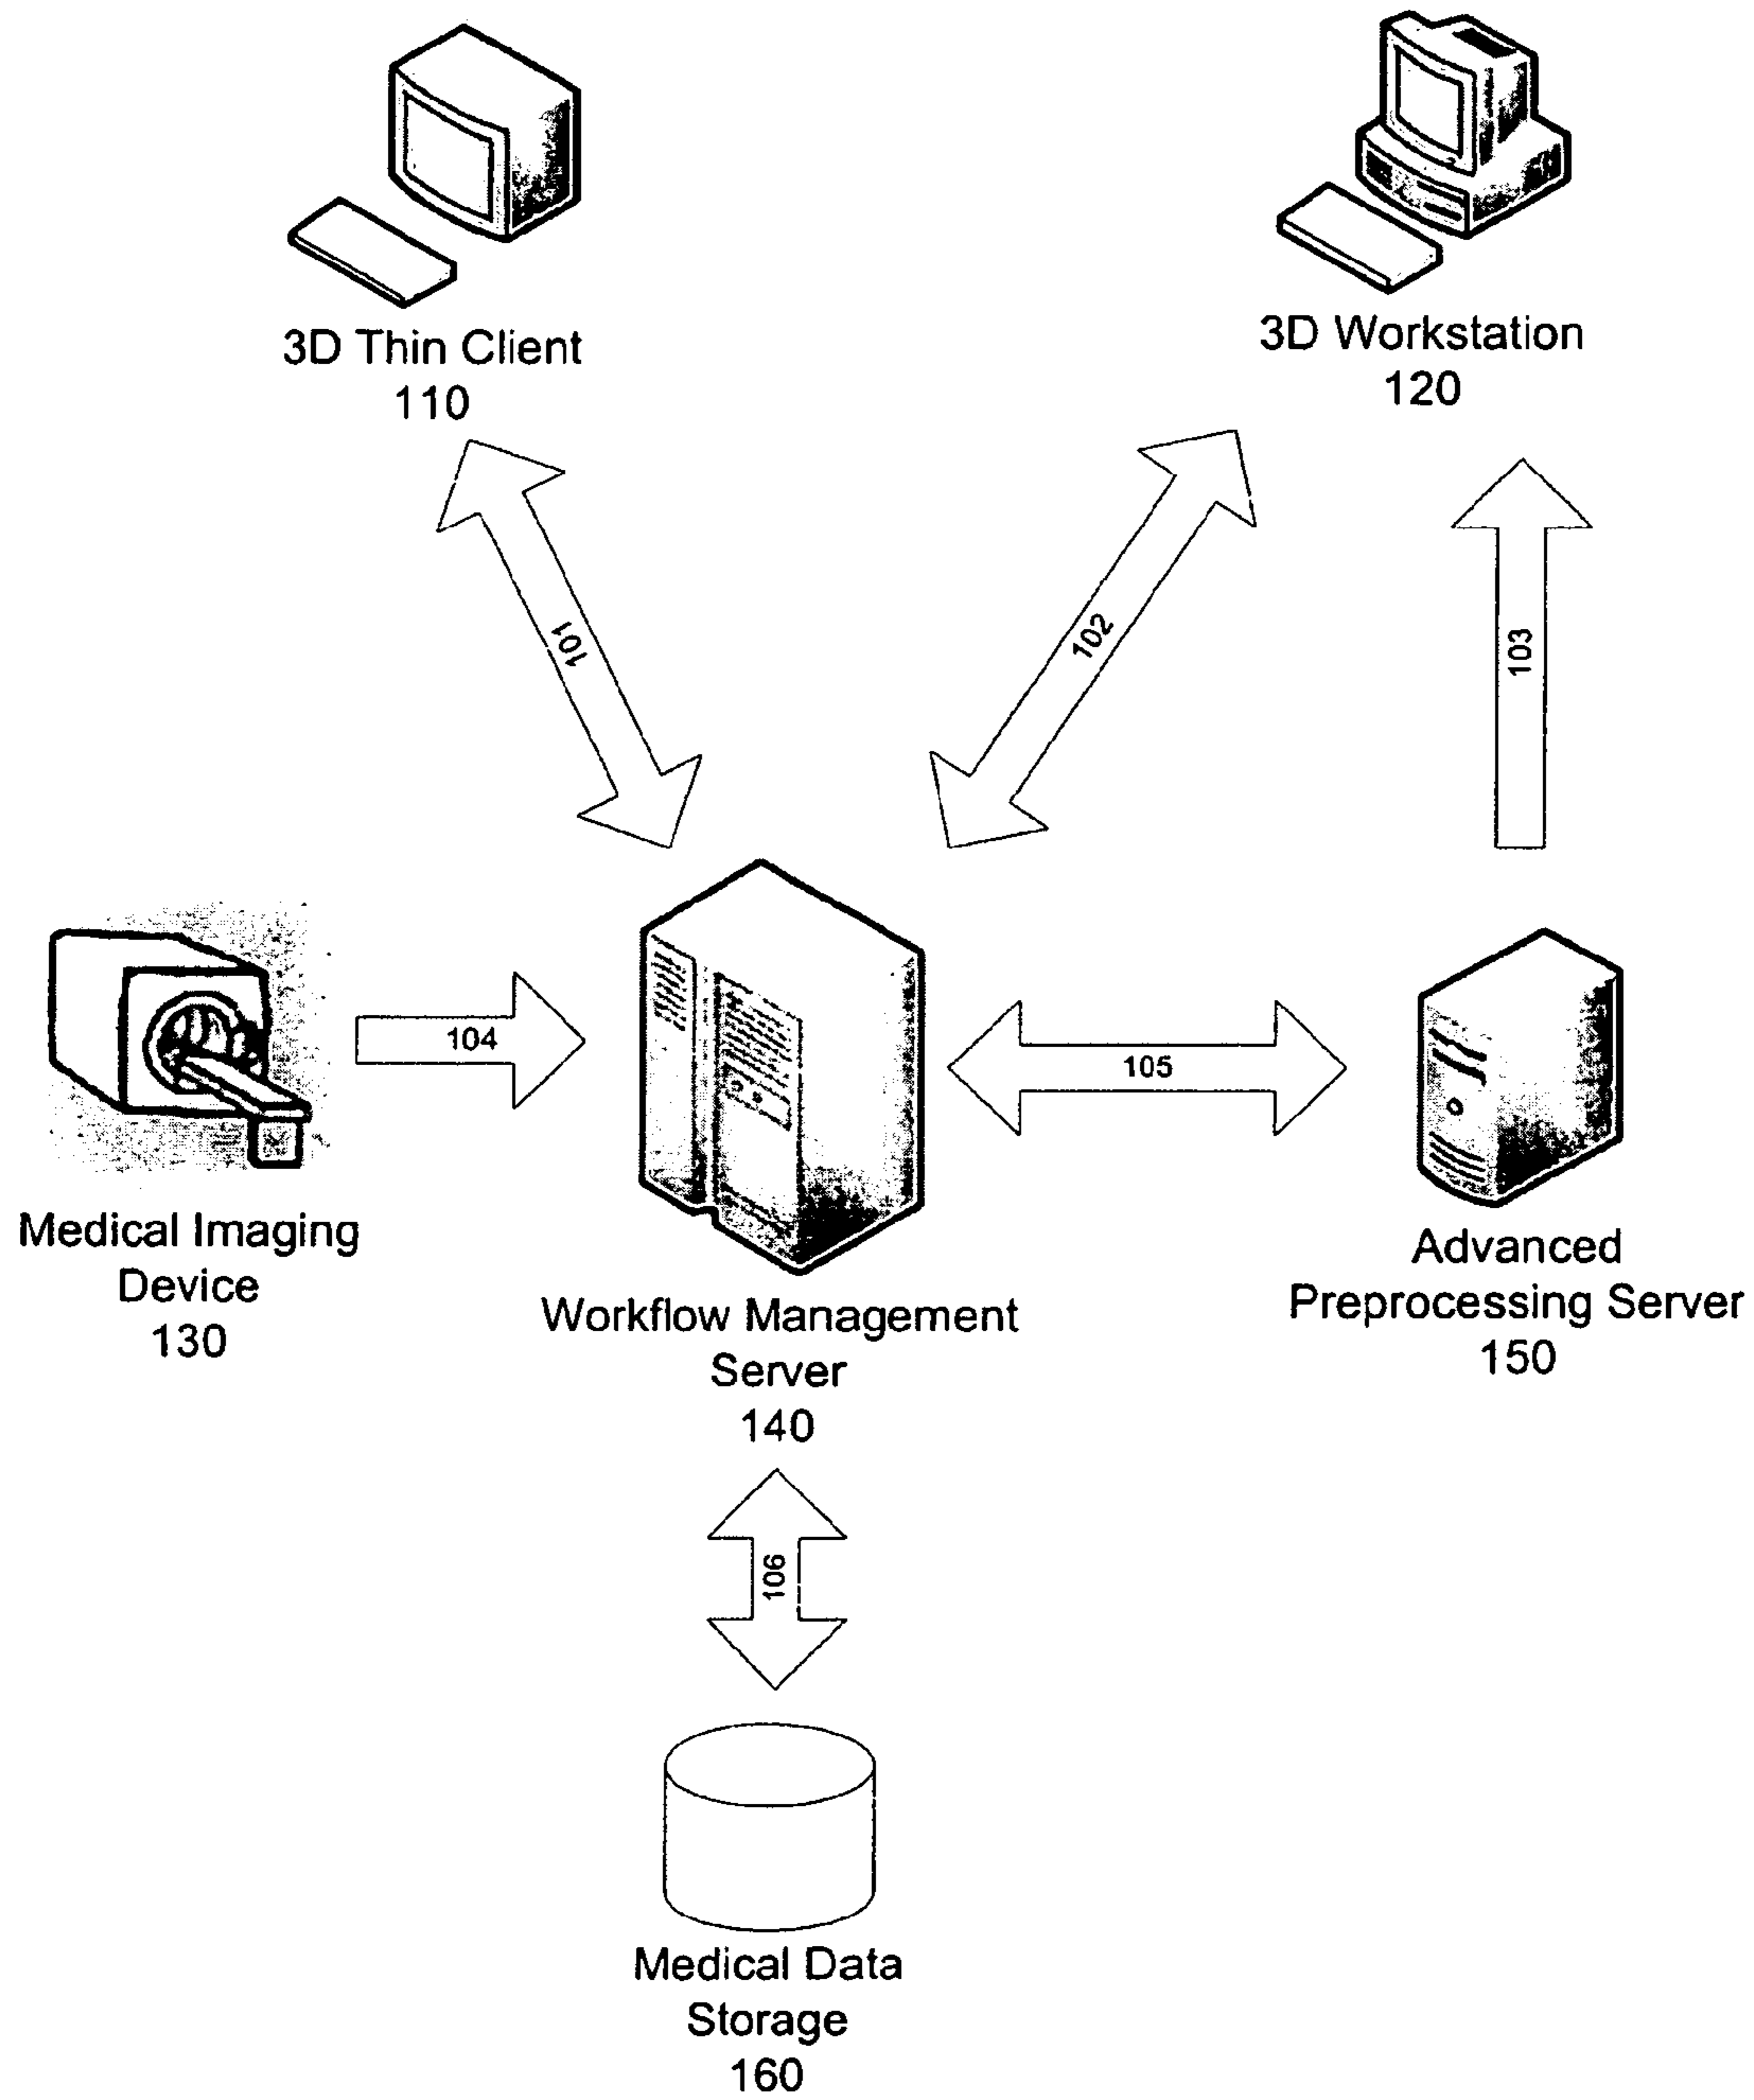 3D Thin Client
110
3D Workstation
120
101
102
103
104
105
Medical Imaging
Device
130
Workflow Management
Server
140
Advanced
Preprocessing Server
150
106
Medical Data
Storage
160